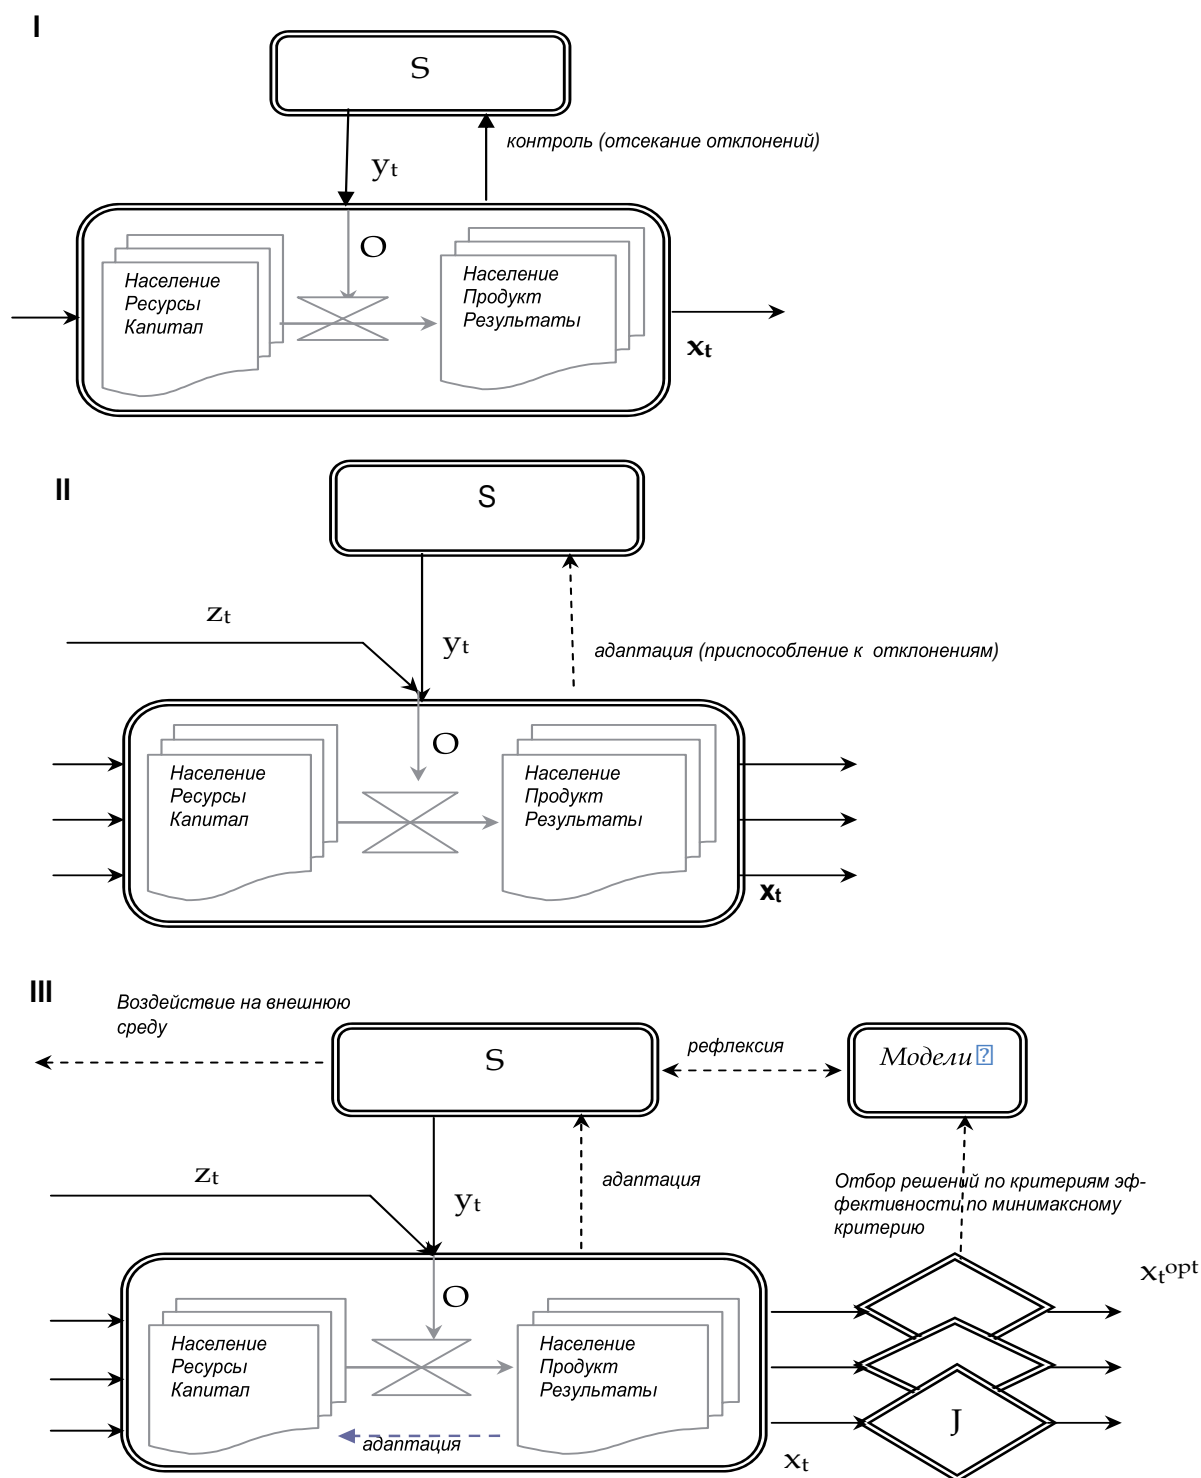 I
S
контроль (отсекание отклонений)
yt
O
Население
Ресурсы
Капитал
Население
Продукт
Результаты
xt
II
S
zt
yt
адаптация (приспособление к отклонениям)
O
Население
Ресурсы
Капитал
Население
Продукт
Результаты
xt
III
Воздействие на внешнюю
среду
S
рефлексия
Модели
zt
yt
адаптация
Отбор решений по критериям эф-
фективности по минимаксному
критерию
xt opt
O
Население
Ресурсы
Капитал
Население
Продукт
Результаты
адаптация
J
xt